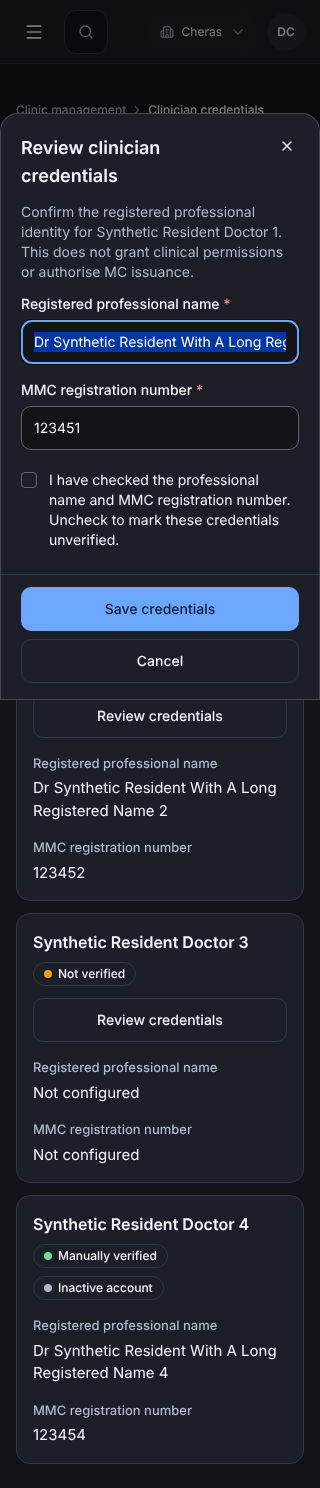 Cheras
DC
Clinic management > Clinician credentials
Review clinician
credentials
Confirm the registered professional
identity for Synthetic Resident Doctor 1.
This does not grant clinical permissions
or authorise MC issuance.
Registered professional name *
Dr Synthetic Resident With A Long Reg
MMC registration number *
123451
I have checked the professional
name and MMC registration number.
Uncheck to mark these credentials
unverified.
Save credentials
Cancel
Review credentials
Registered professional name
Dr Synthetic Resident With A Long
Registered Name 2
MMC registration number
123452
Synthetic Resident Doctor 3
Not verified
Review credentials
Registered professional name
Not configured
MMC registration number
Not configured
Synthetic Resident Doctor 4
Manually verified
Inactive account
Registered professional name
Dr Synthetic Resident With A Long
Registered Name 4
MMC registration number
123454